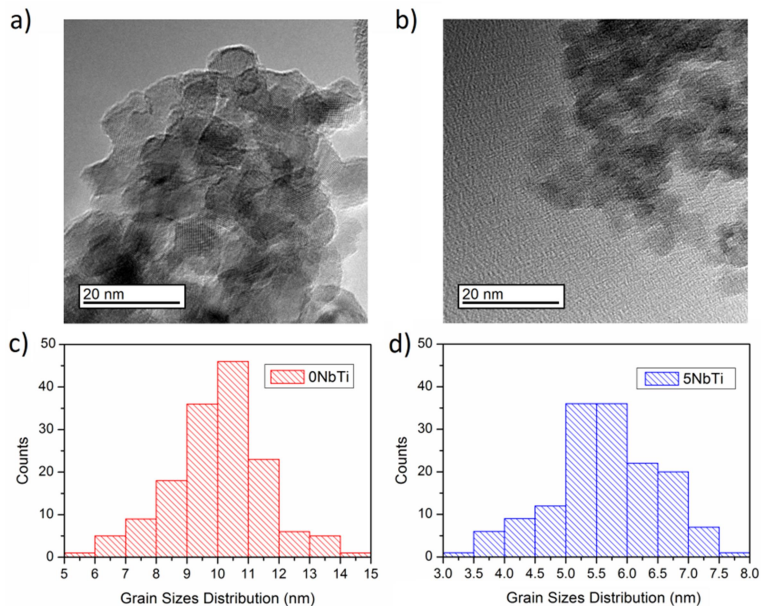 a)
b)
20 nm
20 nm
c)
50
40
30
20
10
0
Counts
0NbTi
5 6 7 8 9 10 11 12 13 14 15
Grain Sizes Distribution (nm)
d)
50
40
30
20
10
0
Counts
5NbTi
3.0 3.5 4.0 4.5 5.0 5.5 6.0 6.5 7.0 7.5 8.0
Grain Sizes Distribution (nm)